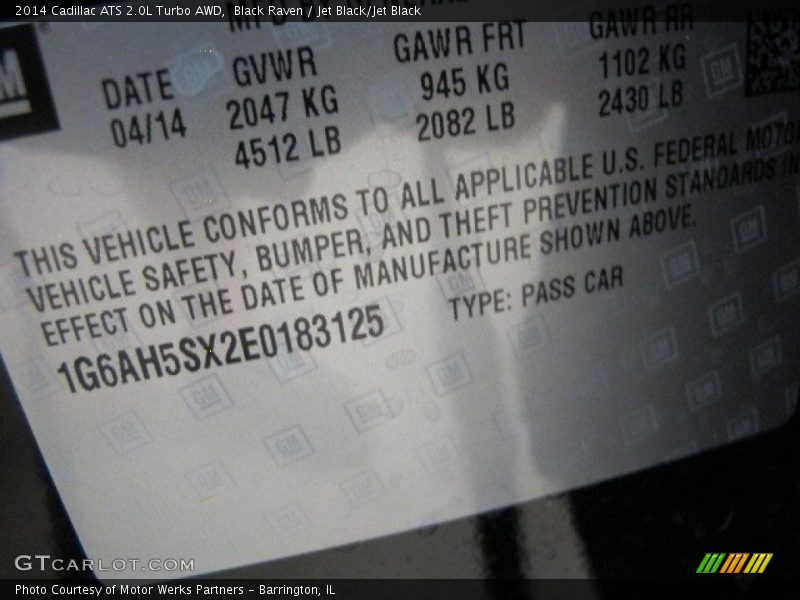 2014 Cadillac ATS 2.0L Turbo AWD, Black Raven / Jet Black/Jet Black
GM
DATE GVWR GAWR FRT GAWR RR
04/14 2047 KG 945 KG 1102 KG
4512 LB 2082 LB 2430 LB
THIS VEHICLE CONFORMS TO ALL APPLICABLE U.S. FEDERAL MOTO
VEHICLE SAFETY, BUMPER, AND THEFT PREVENTION STANDARDS IN
EFFECT ON THE DATE OF MANUFACTURE SHOWN ABOVE.
1G6AH5SX2E0183125 TYPE: PASS CAR
GTCARLOT.COM
Photo Courtesy of Motor Werks Partners - Barrington, IL